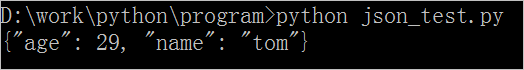 D:\work\python\program>python json_test.py
{"age": 29, "name": "tom"}